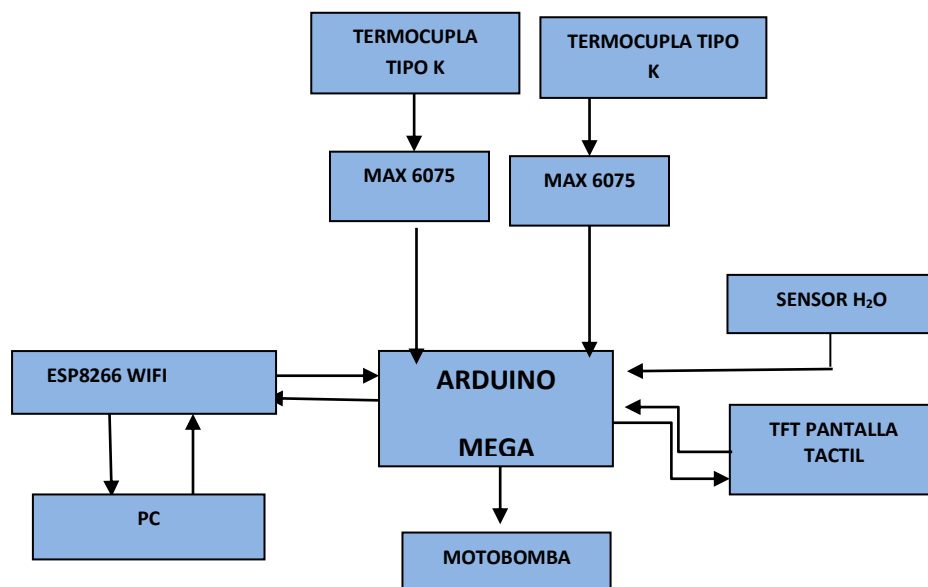 TERMOCUPLA
TIPO K
TERMOCUPLA TIPO
K
MAX 6075
MAX 6075
SENSOR H₂O
ESP8266 WIFI
ARDUINO
MEGA
TFT PANTALLA
TACTIL
PC
MOTOBOMBA